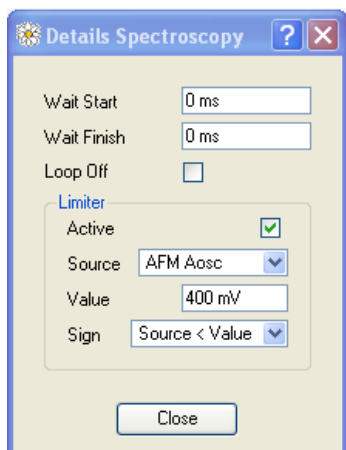 Details Spectroscopy ?
Wait Start 0 ms
Wait Finish 0 ms
Loop Off
Limiter
Active
Source AFM Aosc
Value 400 mV
Sign Source < Value
Close